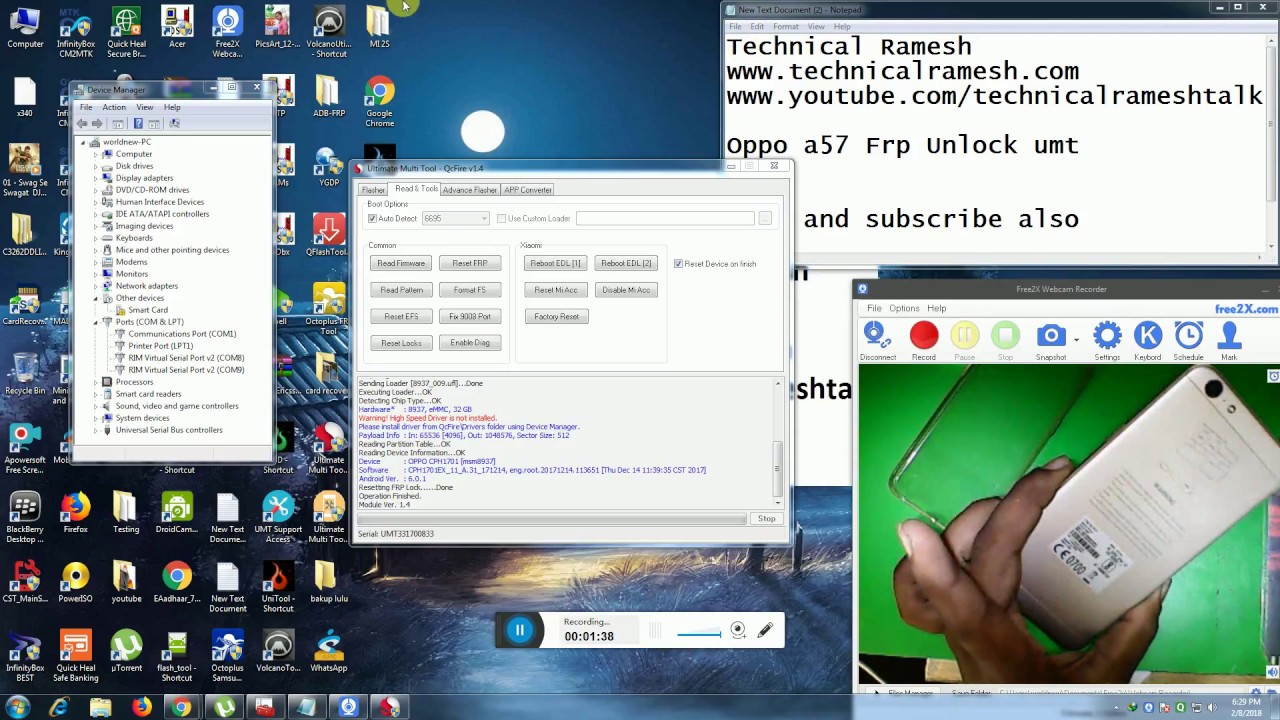 Comput...
InfinityBox CM2MTK
Quick Heal Secure Br...
Acer
Free2X Webca...
PicsArt_12-...
VolcanoUti... - Shortcut
MI 2S
x340
ADB-FRP
Google Chrome
01 - Swag Se Swagat D...
YGDP
C3262DDL...
QFlashTool...
CardRecove...
Octoplus FR Tool
Recycle Bin
card recover
Apowersoft Free Scre...
- Shortcut
Ultimate Multi Too...
BlackBerry Desktop ...
Firefox
Testing
DroidCam...
New Text Docume...
UMT Support Access
Ultimate Multi Too...
CST_MainS...
PowerISO
youtube
EAadhaar_7...
New Text Document
UniTool - Shortcut
bakup lulu
InfinityBox BEST
Quick Heal Safe Banking
µTorrent
flash_tool - Shortcut
Octoplus Samsu...
VolcanoTo...
WhatsApp
Device Manager
File Action View Help
worldnew-PC
Computer
Disk drives
Display adapters
DVD/CD-ROM drives
Human Interface Devices
IDE ATA/ATAPI controllers
Imaging devices
Keyboards
Mice and other pointing devices
Modems
Monitors
Network adapters
Other devices
Smart Card
Ports (COM & LPT)
Communications Port (COM1)
Printer Port (LPT1)
RIM Virtual Serial Port v2 (COM8)
RIM Virtual Serial Port v2 (COM9)
Processors
Smart card readers
Sound, video and game controllers
System devices
Universal Serial Bus controllers
Ultimate Multi Tool - QcFire v1.4
Flasher Read & Tools Advance Flasher APP Converter
Boot Options
Auto Detect 6695 Use Custom Loader ...
Common
Read Firmware Reset FRP
Read Pattern Format FS
Reset EFS Fix 9008 Port
Reset Locks Enable Diag
Xiaomi
Reboot EDL [1] Reboot EDL [2]
Reset Mi Acc Disable Mi Acc
Factory Reset
Reset Device on finish
Sending Loader [8937_009.ufl]...Done
Executing Loader...OK
Detecting Chip Type...OK
Hardware* : 8937, eMMC, 32 GB
Warning! High Speed Driver is not installed.
Please install driver from QcFire\Drivers folder using Device Manager.
Payload Info : In: 65536 [4096], Out: 1048576, Sector Size: 512
Reading Partition Table...OK
Reading Device Information...OK
Device : OPPO CPH1701 [msm8937]
Software : CPH1701EX_11_A.31_171214, eng.root.20171214.113651 [Thu Dec 14 11:39:35 CST 2017]
Android Ver. : 6.0.1
Resetting FRP Lock......Done
Operation Finished.
Module Ver. 1.4
Stop
Serial: UMT331700833
New Text Document (2) - Notepad
File Edit Format View Help
Technical Ramesh
www.technicalramesh.com
www.youtube.com/technicalrameshtalk
Oppo a57 Frp Unlock umt
and subscribe also
shta
Free2X Webcam Recorder
File Options Help
free2X.com
Disconnect Record Pause Stop Snapshot Settings Keybord Schedule Mark
CE0700
Files Manager Save Folder:
Recording...
00:01:38
6:29 PM
2/8/2018